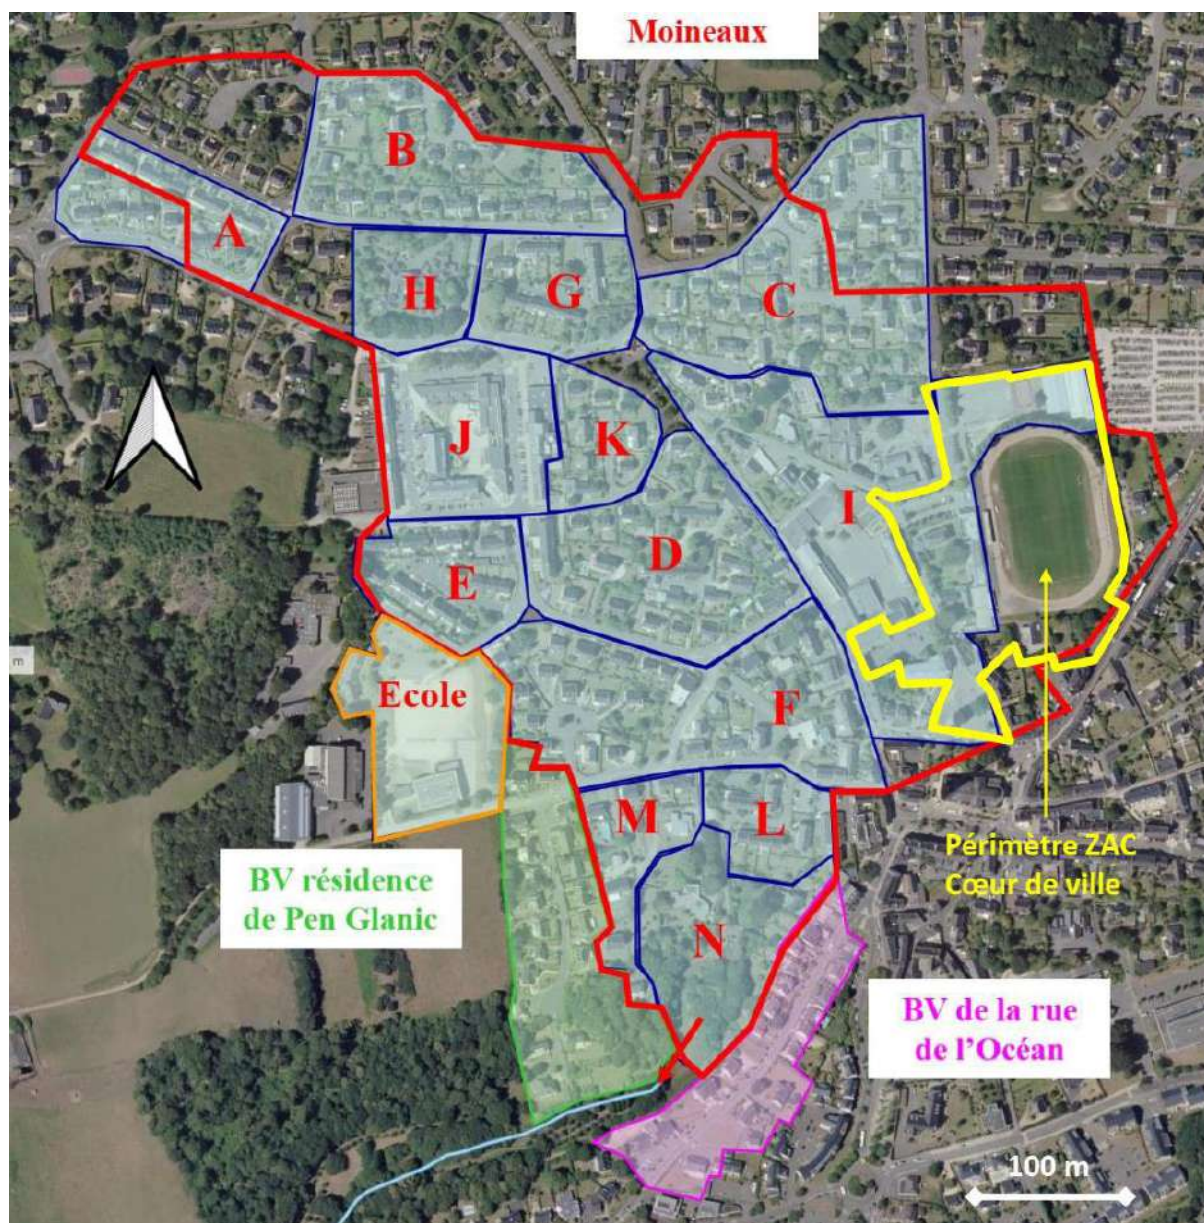 Moineaux
B
A
H
G
C
J
K
I
E
D
Ecole
F
M
L
Périmètre ZAC
Cœur de ville
BV résidence
de Pen Glanic
N
BV de la rue
de l'Océan
100 m
m